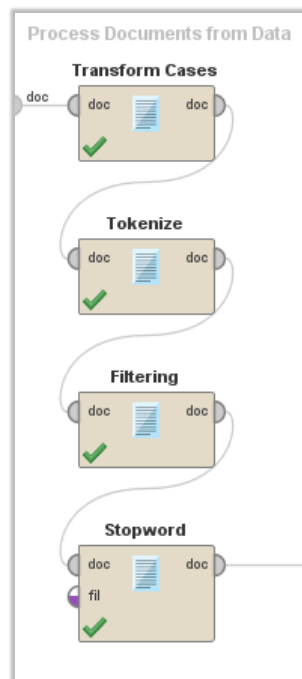 Process Documents from Data
Transform Cases
doc
doc doc
Tokenize
doc doc
Filtering
doc doc
Stopword
doc doc
fil